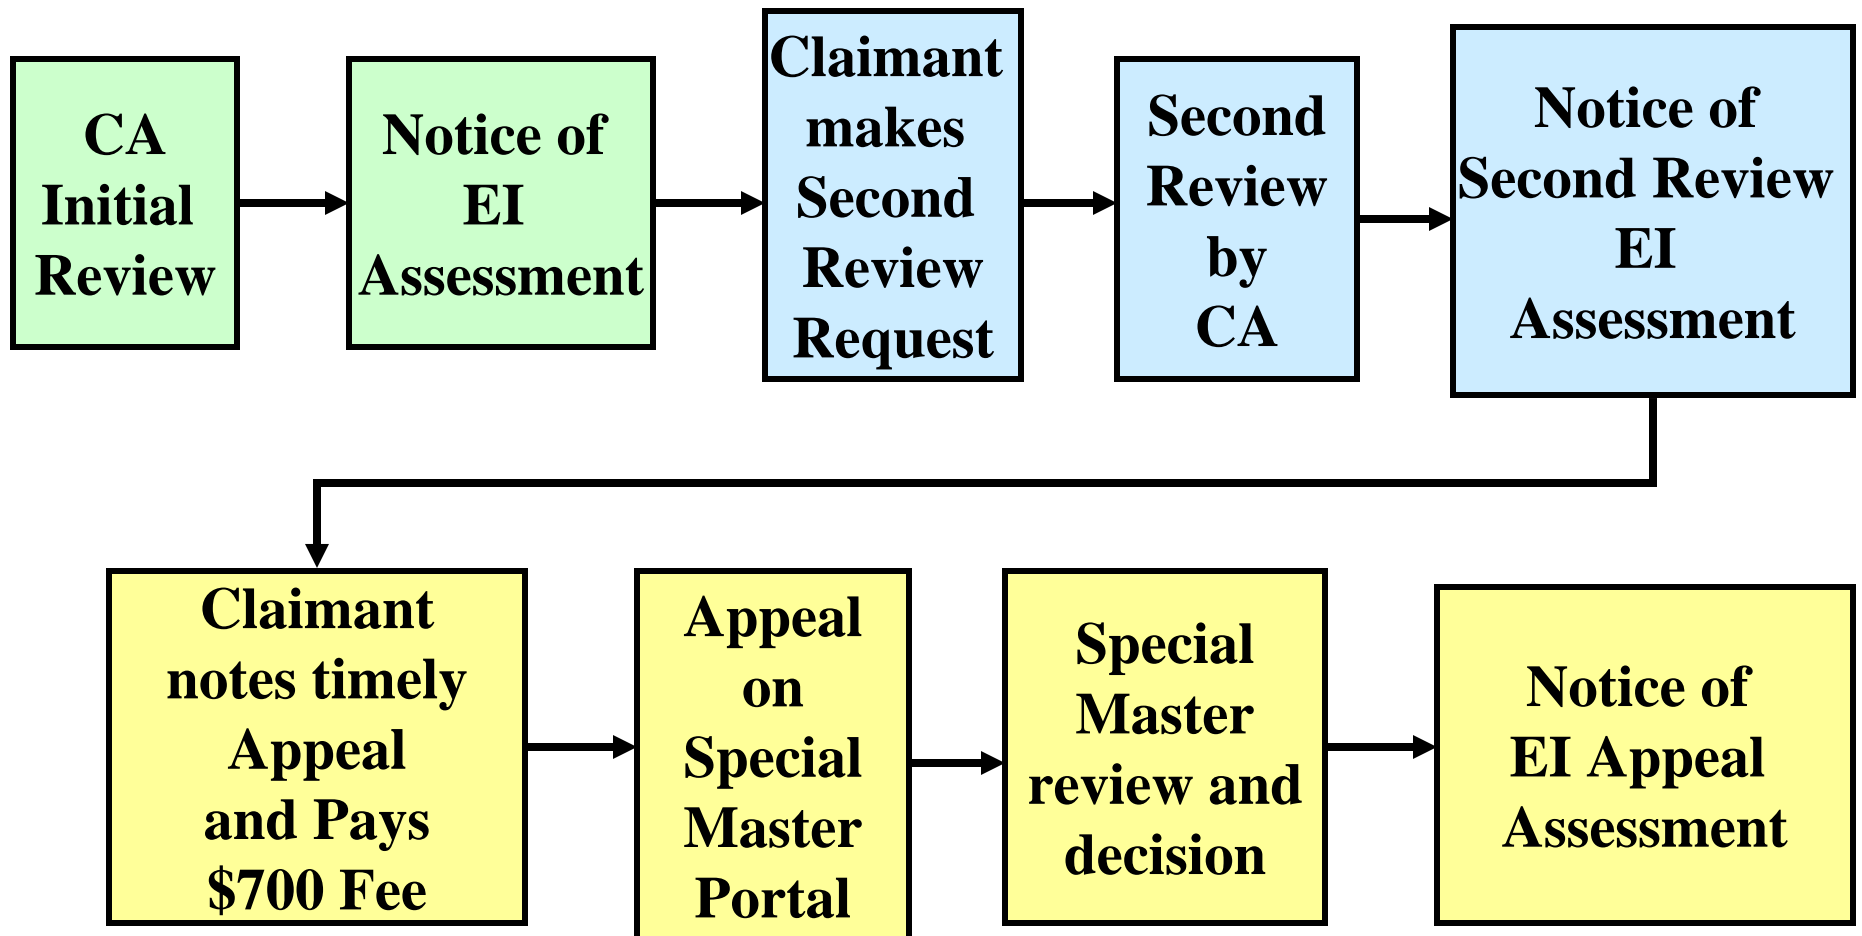 CA
Initial
Review
Notice of
EI
Assessment
Claimant
makes
Second
Review
Request
Second
Review
by
CA
Notice of
Second Review
EI
Assessment
Claimant
notes timely
Appeal
and Pays
$700 Fee
Appeal
on
Special
Master
Portal
Special
Master
review and
decision
Notice of
EI Appeal
Assessment